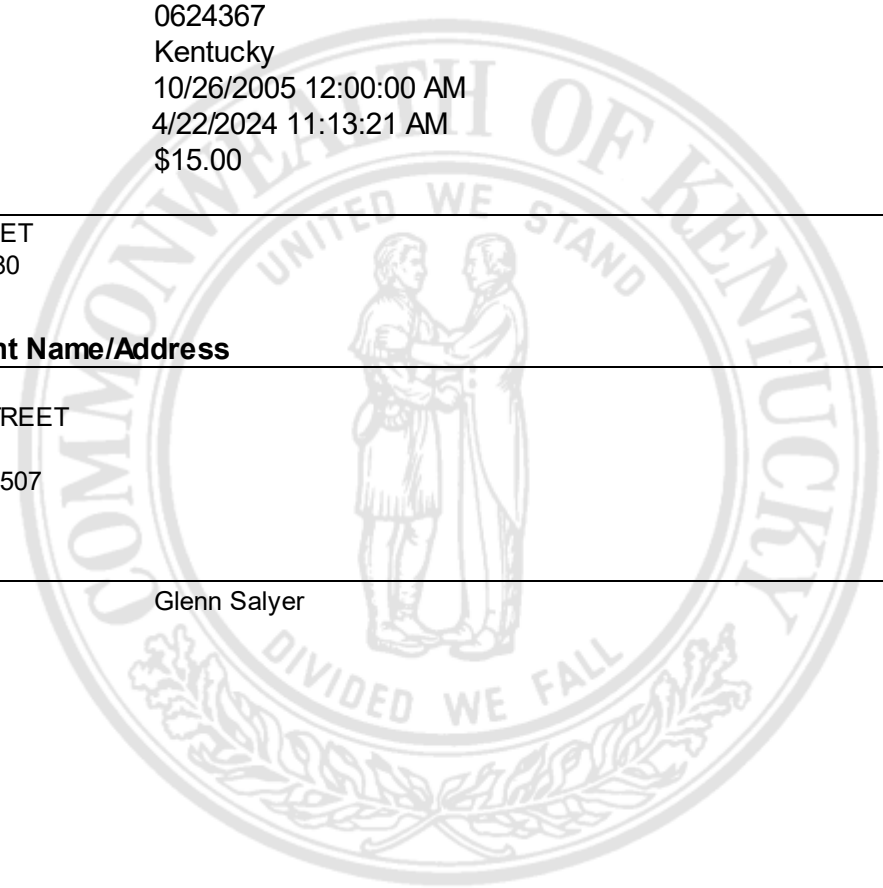 0624367
Kentucky
10/26/2005 12:00:00 AM
4/22/2024 11:13:21 AM
$15.00
ET
30
nt Name/Address
REET
507
Glenn Salyer
COMMONWEALTH OF KENTUCKY
UNITED WE STAND
DIVIDED WE FALL